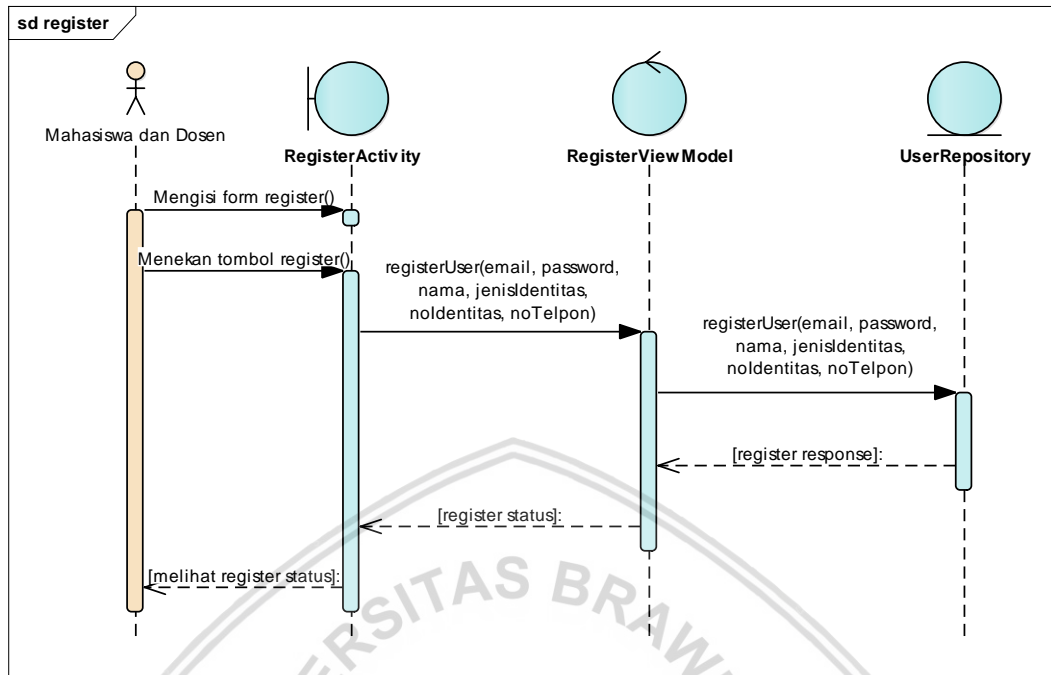 sd register
Mahasiswa dan Dosen
RegisterActivity
RegisterViewModel
UserRepository
Mengisi form register()
Menekan tombol register()
registerUser(email, password,
nama, jenisIdentitas,
noIdentitas, noTelpon)
registerUser(email, password,
nama, jenisIdentitas,
noIdentitas, noTelpon)
[register response]:
[register status]:
[melihat register status]:
ERSITAS BRAW